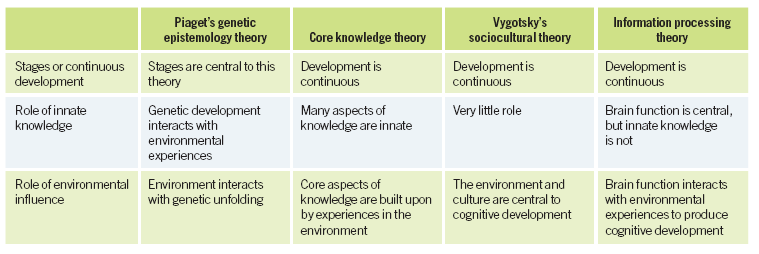 Piaget's genetic epistemology theory
Core knowledge theory
Vygotsky's sociocultural theory
Information processing theory
Stages or continuous development
Stages are central to this theory
Development is continuous
Development is continuous
Development is continuous
Role of innate knowledge
Genetic development interacts with environmental experiences
Many aspects of knowledge are innate
Very little role
Brain function is central, but innate knowledge is not
Role of environmental influence
Environment interacts with genetic unfolding
Core aspects of knowledge are built upon by experiences in the environment
The environment and culture are central to cognitive development
Brain function interacts with environmental experiences to produce cognitive development